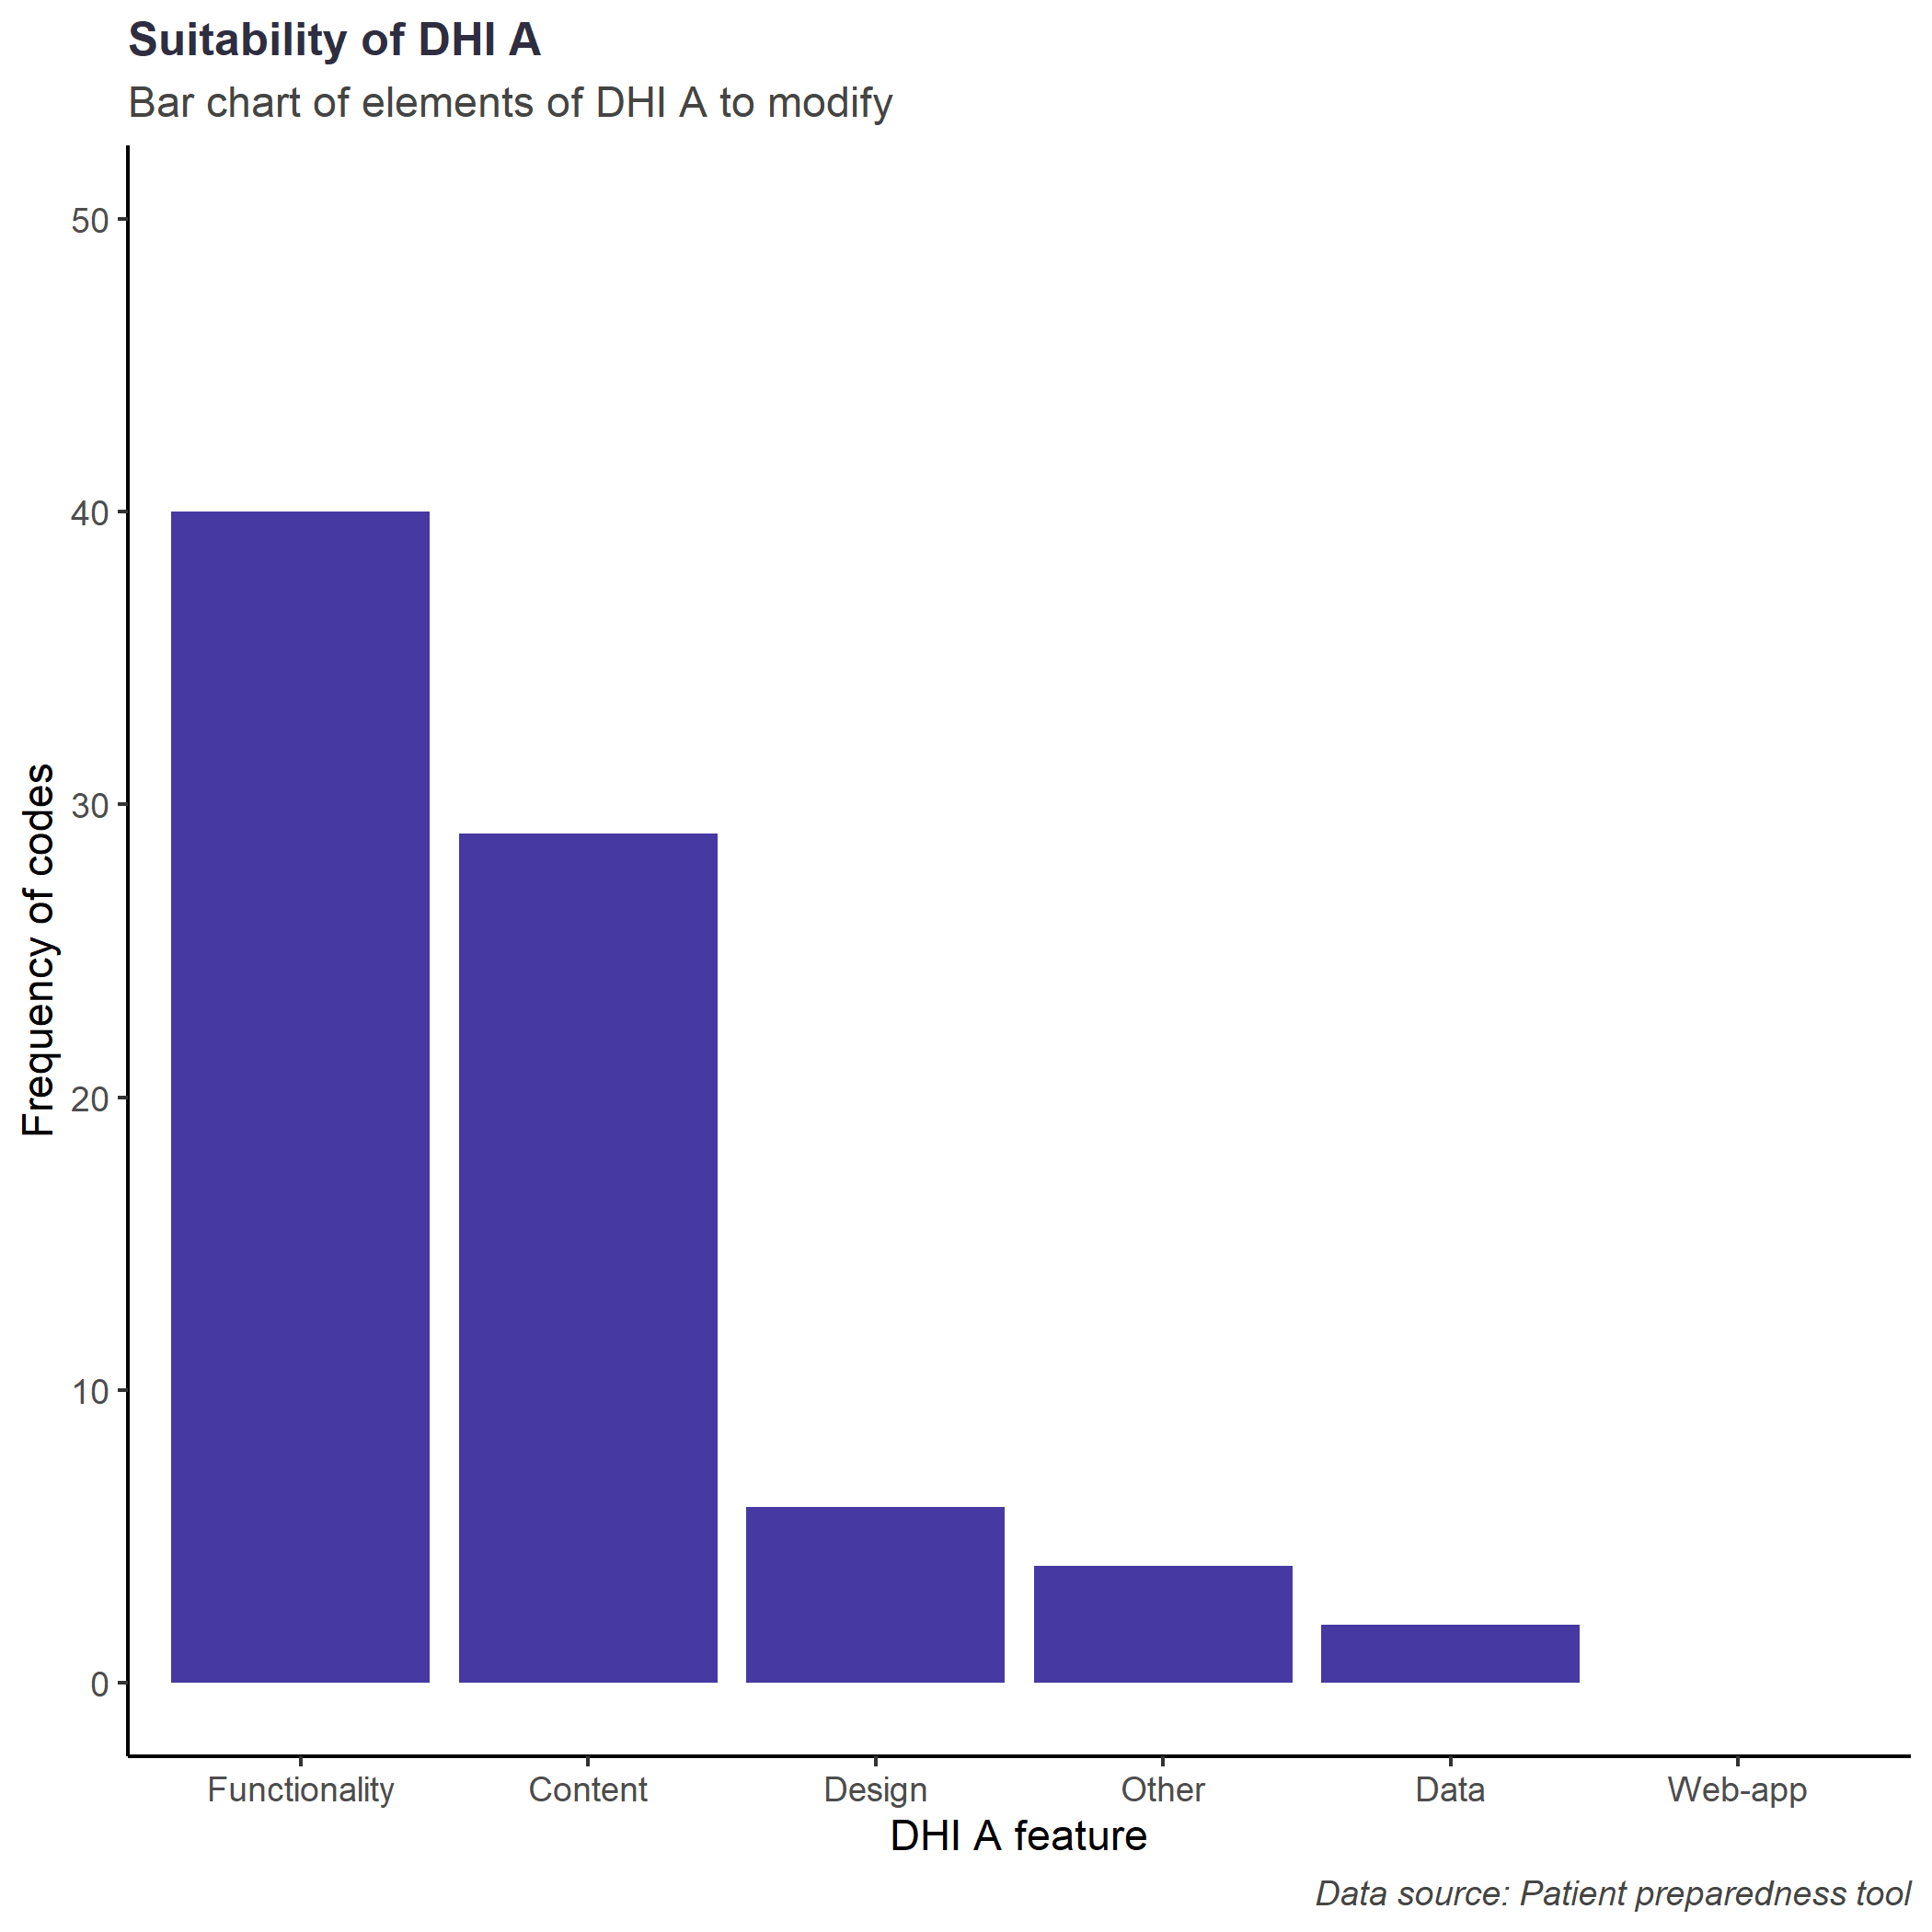 Suitability of DHI A
Bar chart of elements of DHI A to modify
Frequency of codes
50
40
30
20
10
0
Functionality Content Design Other Data Web-app
DHI A feature
Data source: Patient preparedness tool